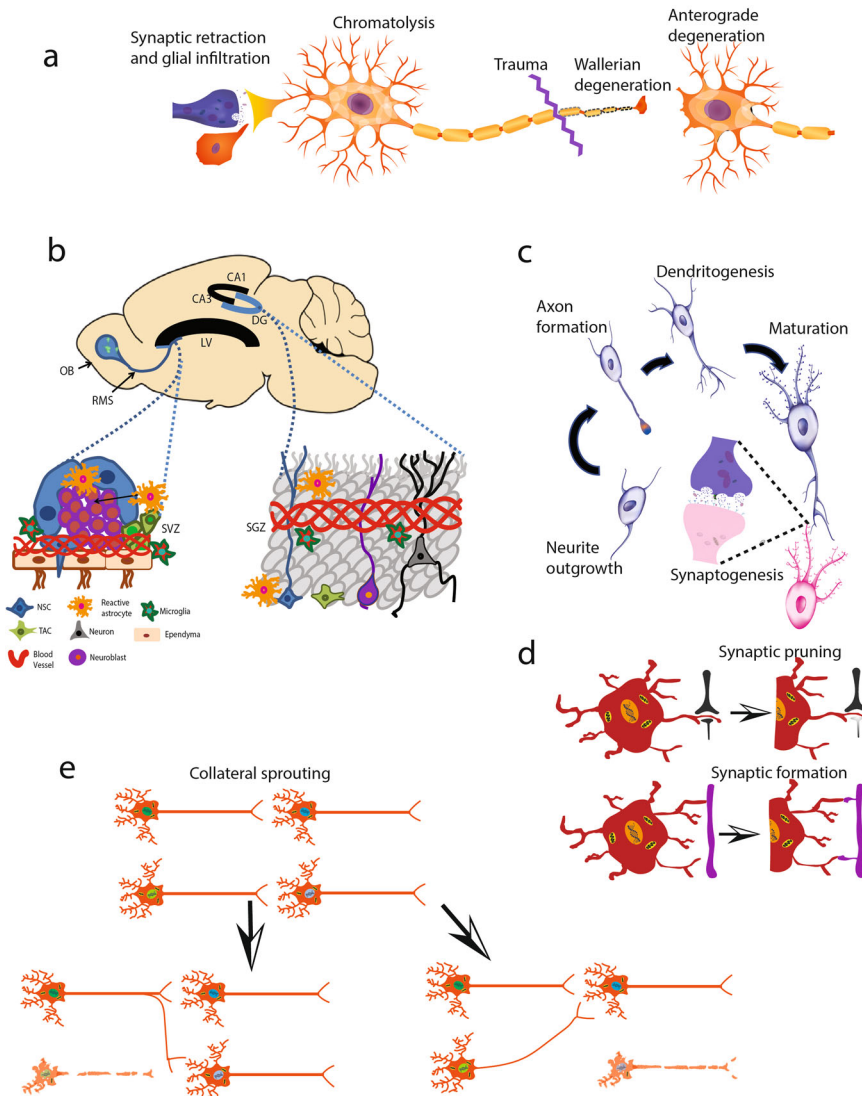 a
Synaptic retraction
and glial infiltration
Chromatolysis
Trauma
Wallerian
degeneration
Anterograde
degeneration
b
CA1
CA3
DG
LV
OB
RMS
SVZ
SGZ
NSC
Reactive
astrocyte
Microglia
TAC
Neuron
Ependyma
Blood
Vessel
Neuroblast
c
Dendritogenesis
Axon
formation
Maturation
Neurite
outgrowth
Synaptogenesis
d
Synaptic pruning
Synaptic formation
e
Collateral sprouting